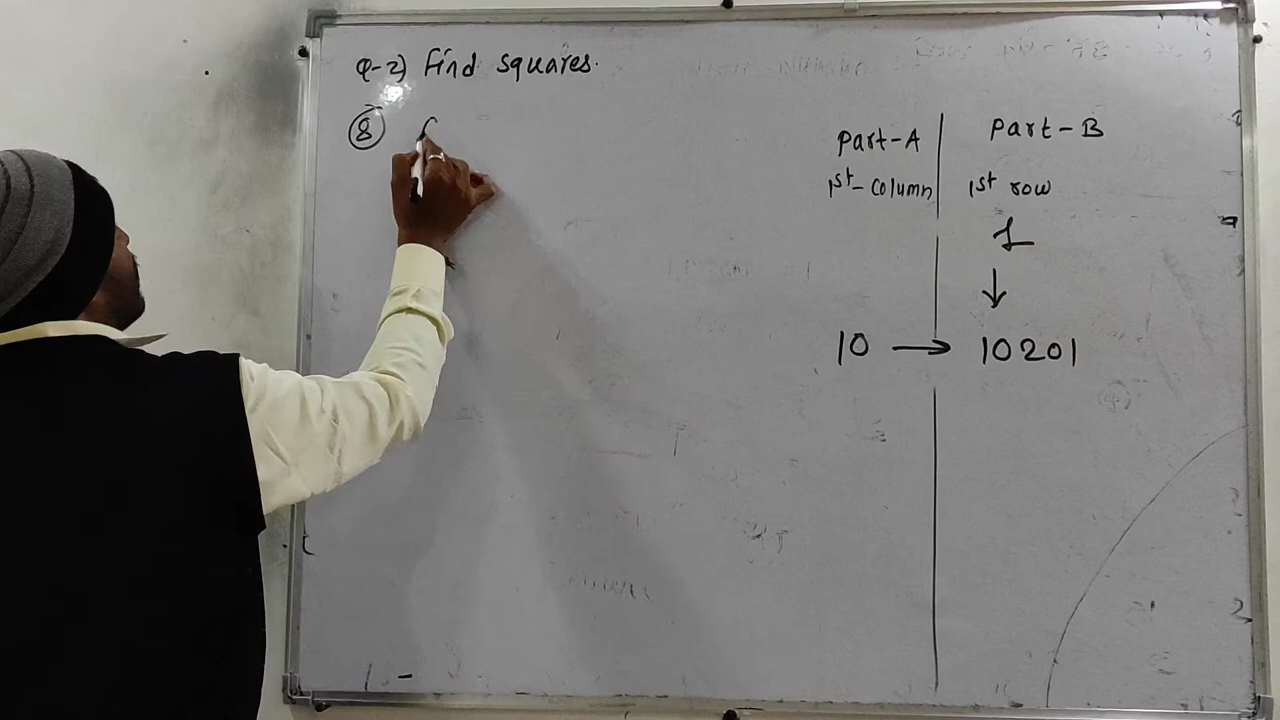 Q-2) Find squares.
8
Part-A Part-B
1st-column 1st row
1
↓
10 → 10201